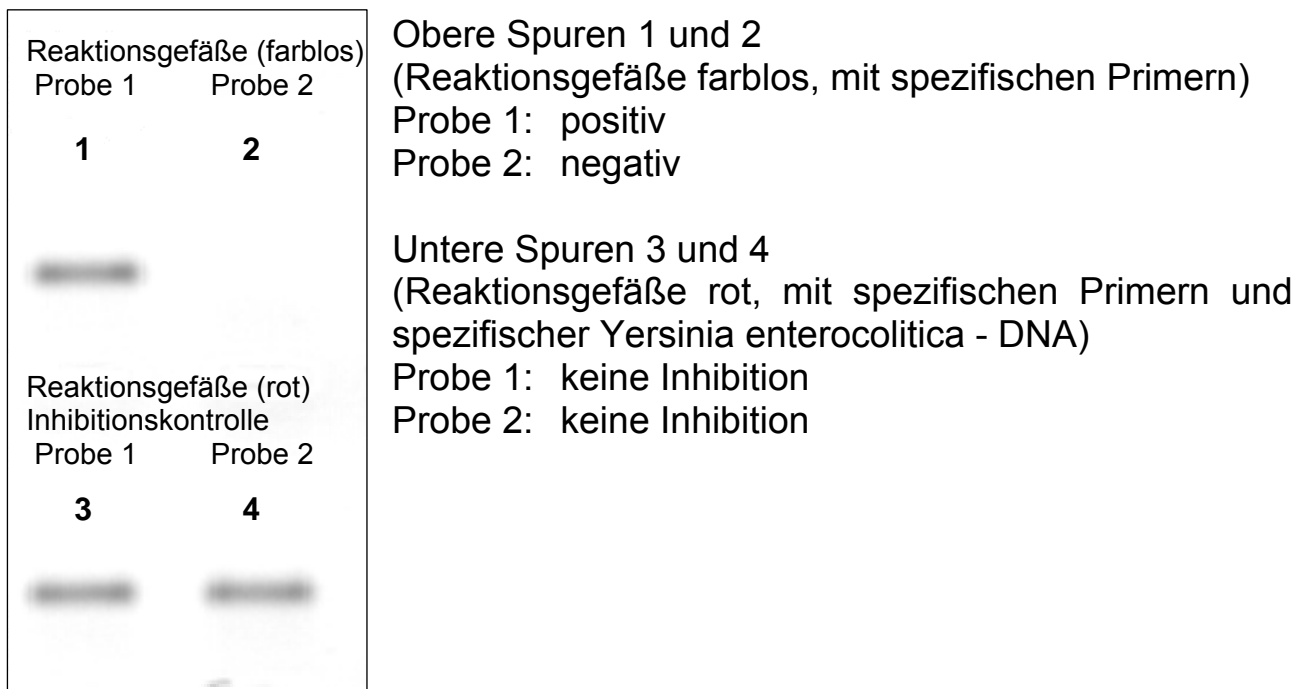 Reaktionsgefäße (farblos)
Probe 1 Probe 2
1 2
Reaktionsgefäße (rot)
Inhibitionskontrolle
Probe 1 Probe 2
3 4
Obere Spuren 1 und 2
(Reaktionsgefäße farblos, mit spezifischen Primern)
Probe 1: positiv
Probe 2: negativ
Untere Spuren 3 und 4
(Reaktionsgefäße rot, mit spezifischen Primern und
spezifischer Yersinia enterocolitica - DNA)
Probe 1: keine Inhibition
Probe 2: keine Inhibition